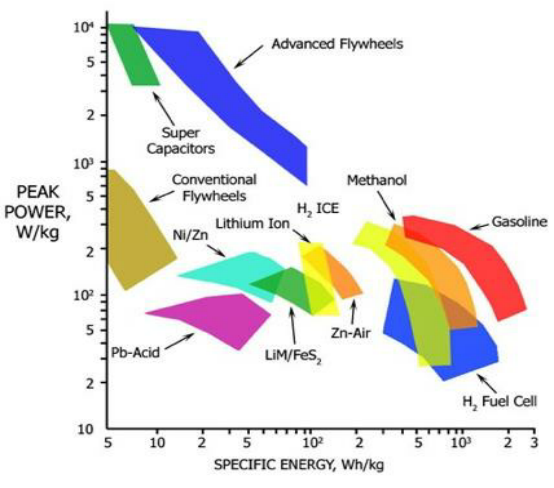 10⁴
Advanced Flywheels
5
2
Super
Capacitors
10³
Conventional
Flywheels
Methanol
PEAK
POWER,
W/kg
5
H₂ ICE
Gasoline
Lithium Ion
Ni/Zn
2
10²
Zn-Air
5
Pb-Acid
LiM/FeS₂
2
H₂ Fuel Cell
10
5 10 2 5 10² 2 5 10³ 2 3
SPECIFIC ENERGY, Wh/kg